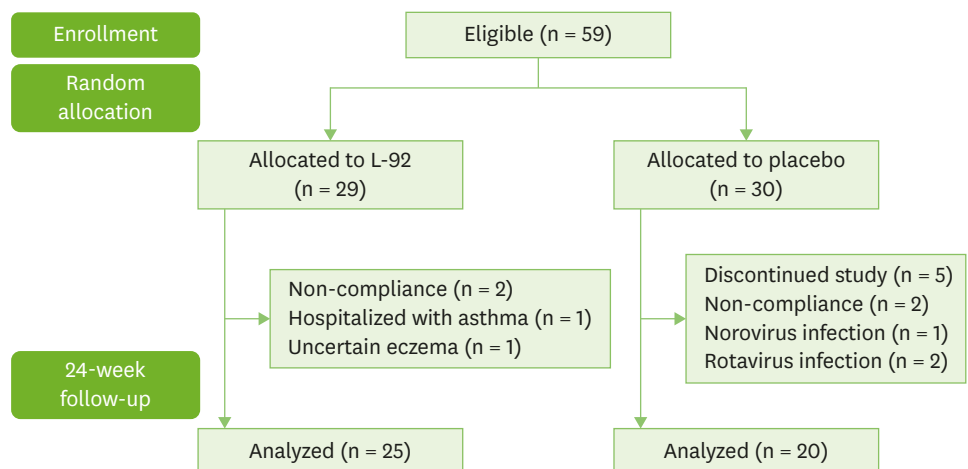 Enrollment
Eligible (n = 59)
Random
allocation
Allocated to L-92
(n = 29)
Allocated to placebo
(n = 30)
Non-compliance (n = 2)
Hospitalized with asthma (n = 1)
Uncertain eczema (n = 1)
Discontinued study (n = 5)
Non-compliance (n = 2)
Norovirus infection (n = 1)
Rotavirus infection (n = 2)
24-week
follow-up
Analyzed (n = 25)
Analyzed (n = 20)